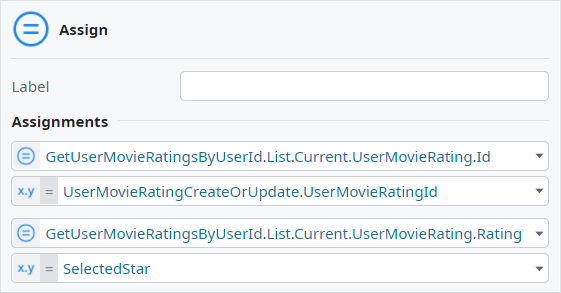 Assign
Label
Assignments
GetUserMovieRatingsByUserId.List.Current.UserMovieRating.Id
x.y = UserMovieRatingCreateOrUpdate.UserMovieRatingId
GetUserMovieRatingsByUserId.List.Current.UserMovieRating.Rating
x.y = SelectedStar